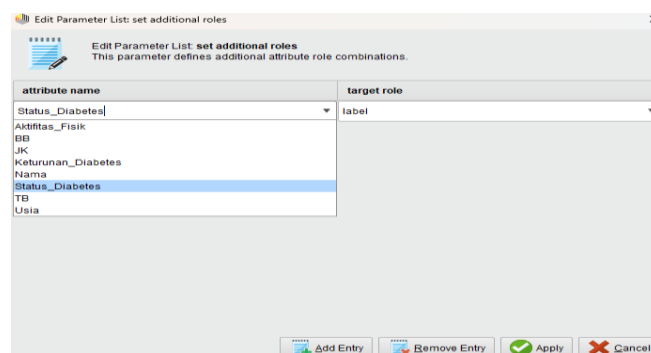 Edit Parameter List: set additional roles
Edit Parameter List: set additional roles
This parameter defines additional attribute role combinations.
attribute name target role
Status_Diabetes label
Aktifitas_Fisik
BB
JK
Keturunan_Diabetes
Nama
Status_Diabetes
TB
Usia
Add Entry Remove Entry Apply Cancel